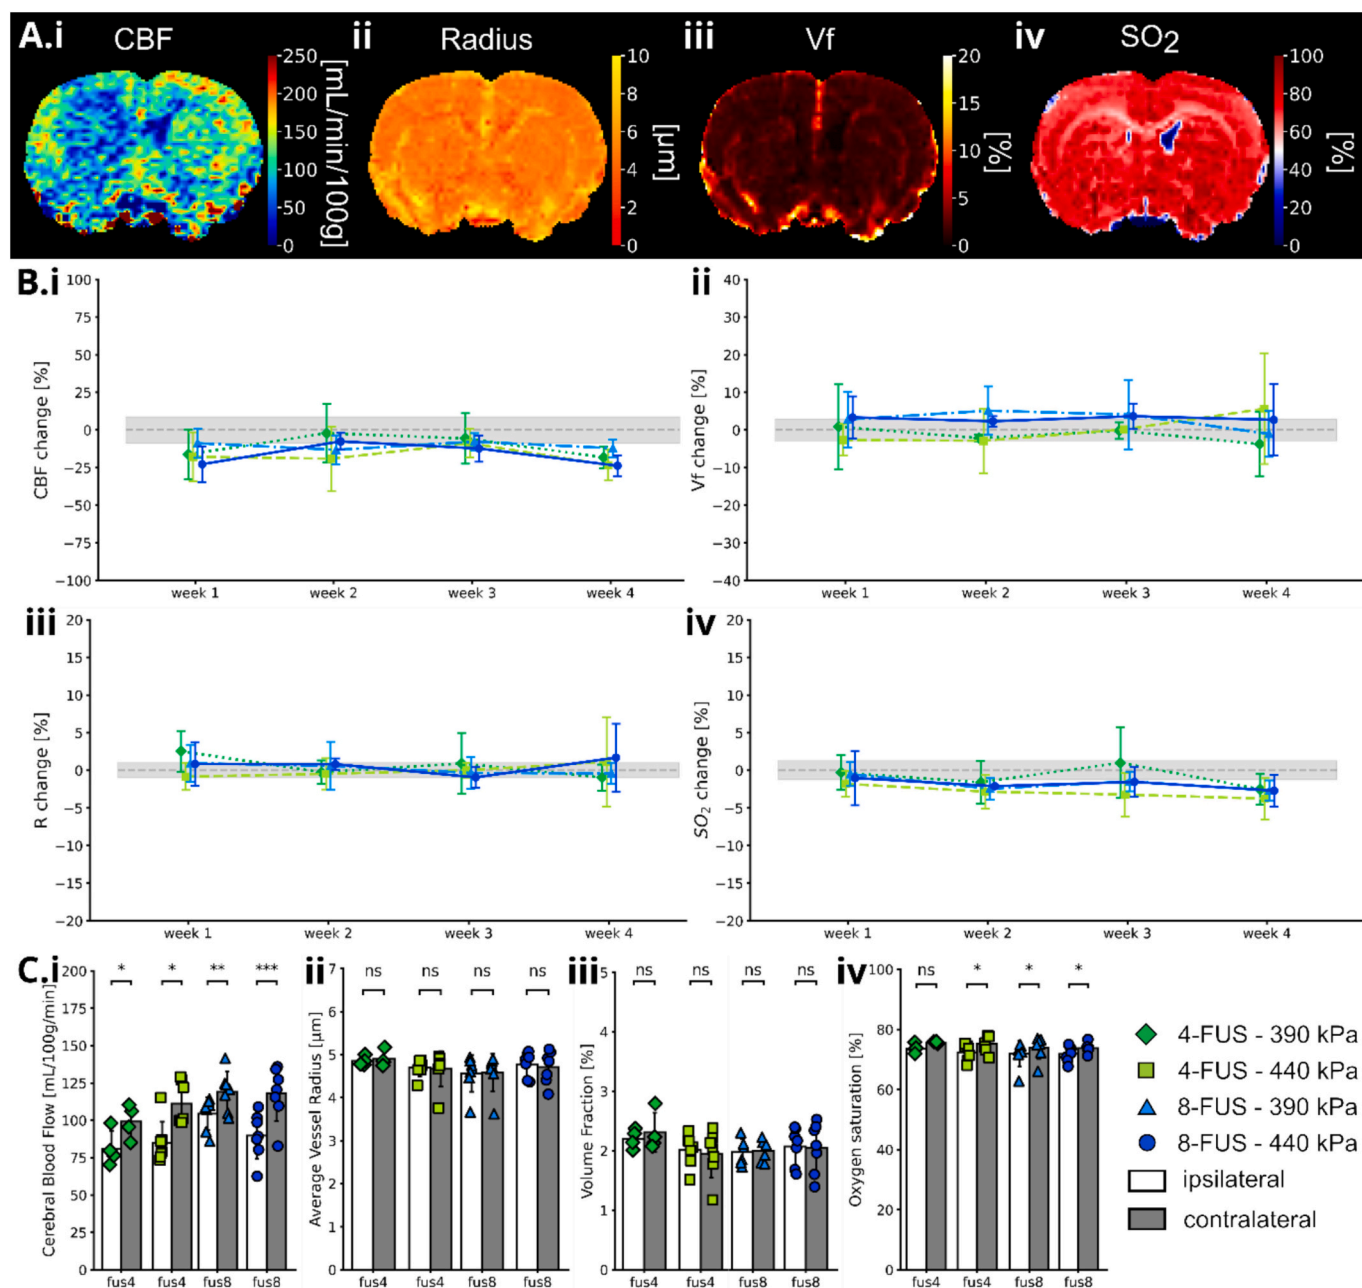 A.i CBF
ii Radius
iii Vf
iv SO2
250
200
150
100
50
0
[mL/min/100g]
10
8
6
4
2
0
[μm]
20
15
10
5
0
[%]
100
80
60
40
20
0
[%]
B.i
CBF change [%]
100
75
50
25
0
−25
−50
−75
−100
week 1 week 2 week 3 week 4
ii
Vf change [%]
40
30
20
10
0
−10
−20
−30
−40
week 1 week 2 week 3 week 4
iii
R change [%]
20
15
10
5
0
−5
−10
−15
−20
week 1 week 2 week 3 week 4
iv
SO2 change [%]
20
15
10
5
0
−5
−10
−15
−20
week 1 week 2 week 3 week 4
C.i
Cerebral Blood Flow [mL/100g/min]
200
175
150
125
100
75
50
25
0
* * ** ***
fus4 fus4 fus8 fus8
ii
Average Vessel Radius [μm]
7
6
5
4
3
2
1
0
ns ns ns ns
fus4 fus4 fus8 fus8
iii
Volume Fraction [%]
5
4
3
2
1
0
ns ns ns ns
fus4 fus4 fus8 fus8
iv
Oxygen saturation [%]
100
80
60
40
20
0
ns * * *
fus4 fus4 fus8 fus8
4-FUS - 390 kPa
4-FUS - 440 kPa
8-FUS - 390 kPa
8-FUS - 440 kPa
ipsilateral
contralateral